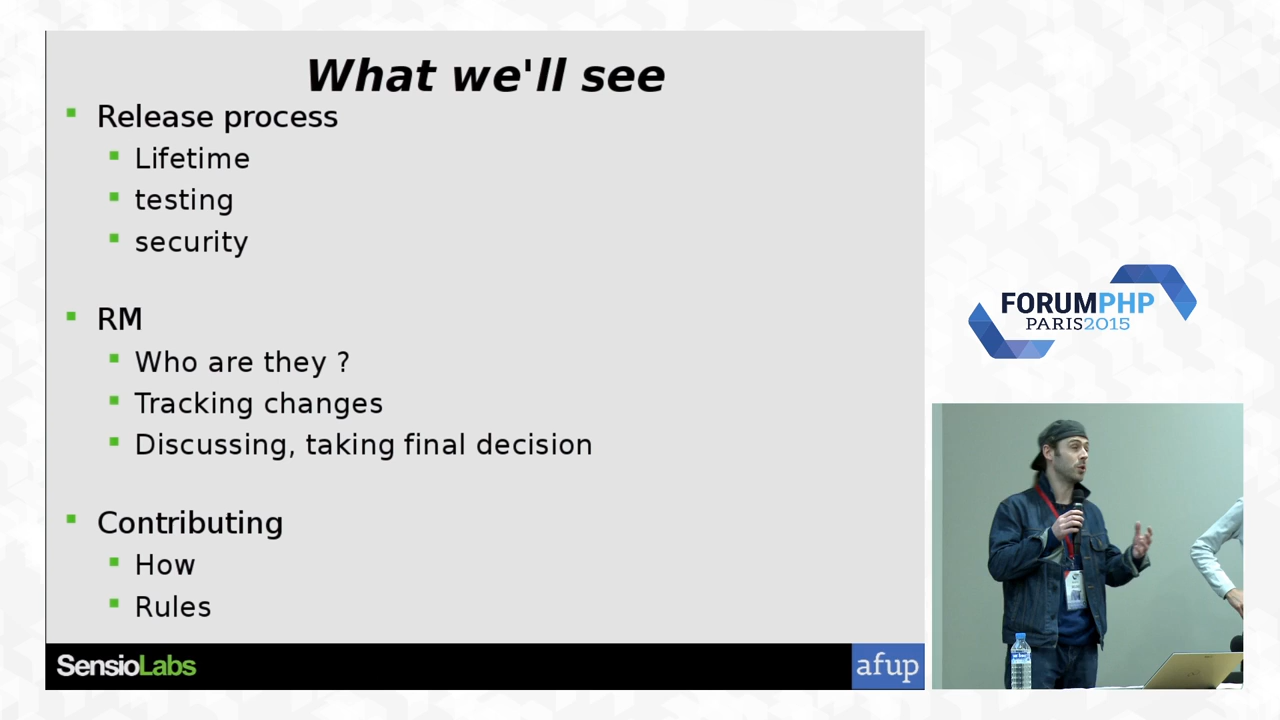 What we'll see
Release process
Lifetime
testing
security
RM
Who are they ?
Tracking changes
Discussing, taking final decision
Contributing
How
Rules
SensioLabs
afup
FORUMPHP
PARIS2015